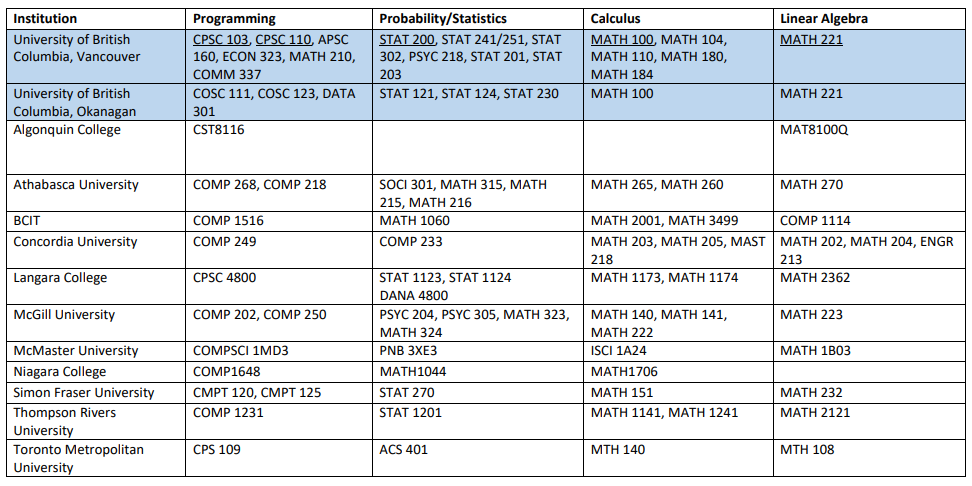 Institution Programming Probability/Statistics Calculus Linear Algebra
University of British CPSC 103, CPSC 110, APSC STAT 200, STAT 241/251, STAT MATH 100, MATH 104, MATH 221
Columbia, Vancouver 160, ECON 323, MATH 210, 302, PSYC 218, STAT 201, STAT MATH 110, MATH 180,
COMM 337 203 MATH 184
University of British COSC 111, COSC 123, DATA STAT 121, STAT 124, STAT 230 MATH 100 MATH 221
Columbia, Okanagan 301
Algonquin College CST8116 MAT8100Q
Athabasca University COMP 268, COMP 218 SOCI 301, MATH 315, MATH MATH 265, MATH 260 MATH 270
215, MATH 216
BCIT COMP 1516 MATH 1060 MATH 2001, MATH 3499 COMP 1114
Concordia University COMP 249 COMP 233 MATH 203, MATH 205, MAST MATH 202, MATH 204, ENGR
218 213
Langara College CPSC 4800 STAT 1123, STAT 1124 MATH 1173, MATH 1174 MATH 2362
DANA 4800
McGill University COMP 202, COMP 250 PSYC 204, PSYC 305, MATH 323, MATH 140, MATH 141, MATH 223
MATH 324 MATH 222
McMaster University COMPSCI 1MD3 PNB 3XE3 ISCI 1A24 MATH 1B03
Niagara College COMP1648 MATH1044 MATH1706
Simon Fraser University CMPT 120, CMPT 125 STAT 270 MATH 151 MATH 232
Thompson Rivers COMP 1231 STAT 1201 MATH 1141, MATH 1241 MATH 2121
University
Toronto Metropolitan CPS 109 ACS 401 MTH 140 MTH 108
University